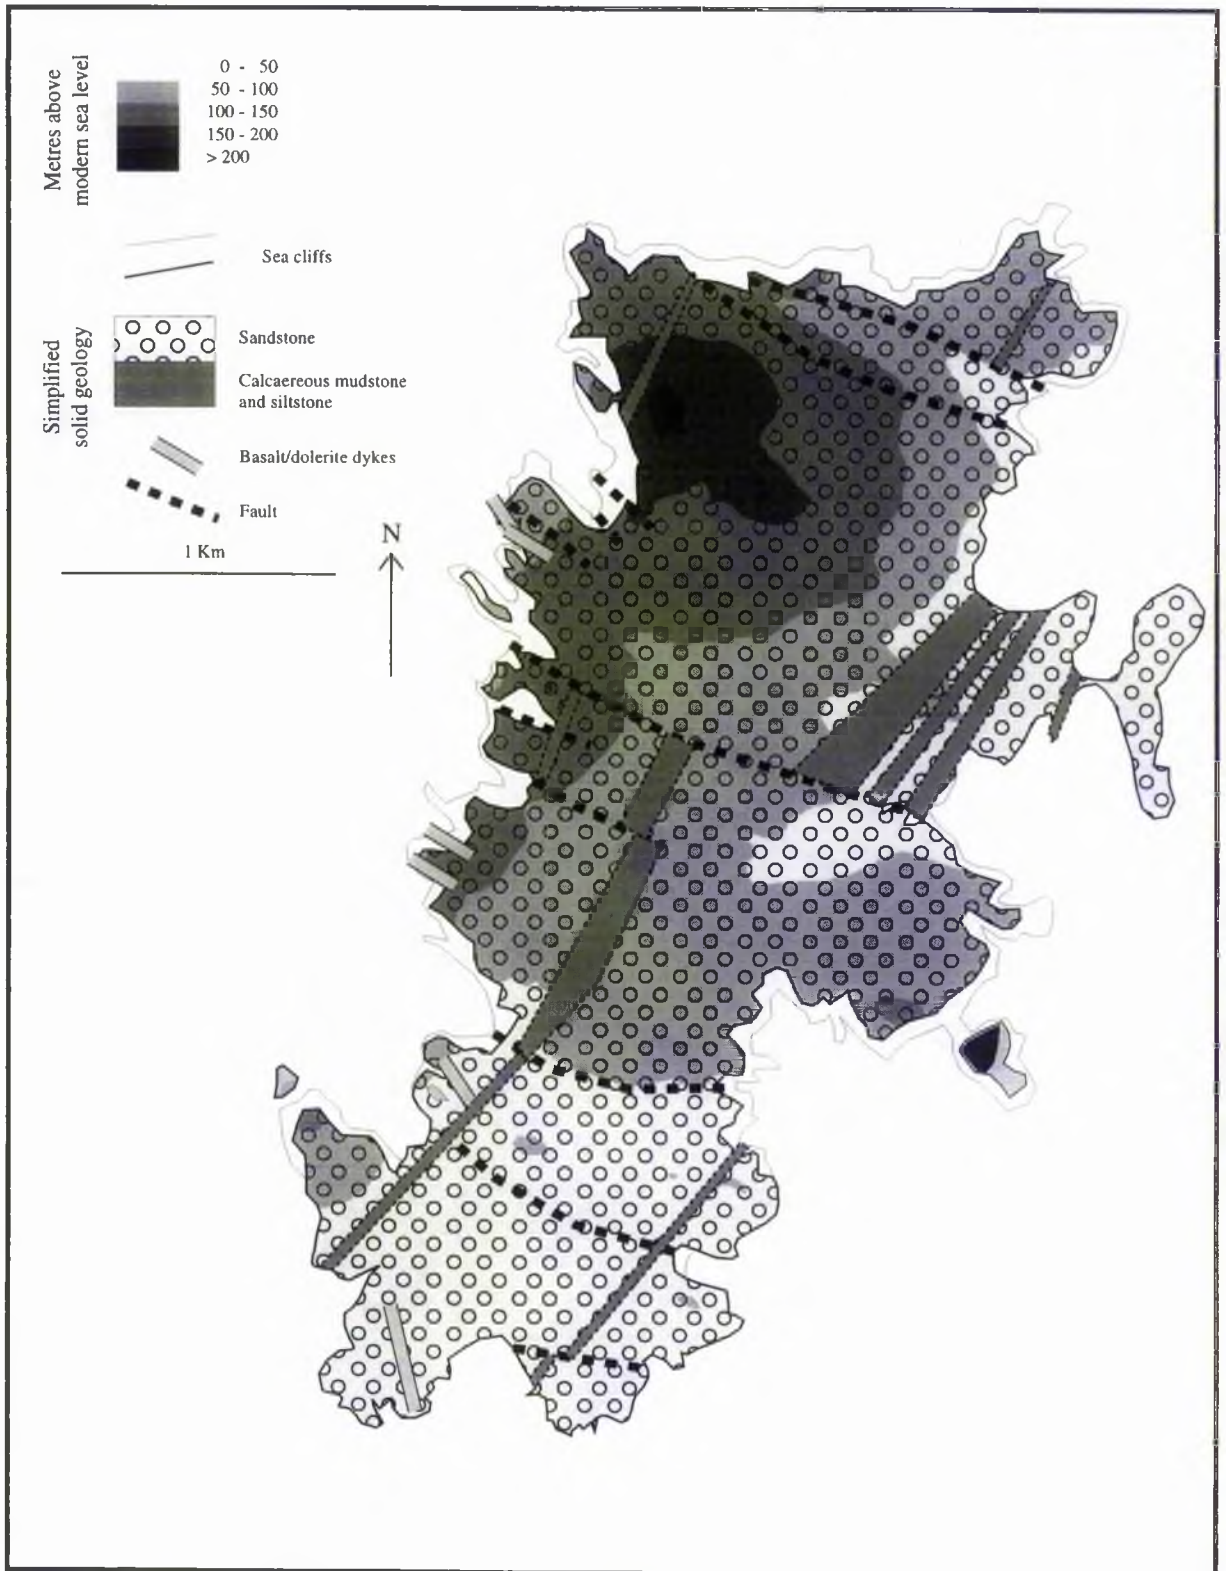 Metres above
modern sea level
0 - 50
50 - 100
100 - 150
150 - 200
> 200
Sea cliffs
Simplified
solid geology
Sandstone
Calcaereous mudstone
and siltstone
Basalt/dolerite dykes
Fault
1 Km
N